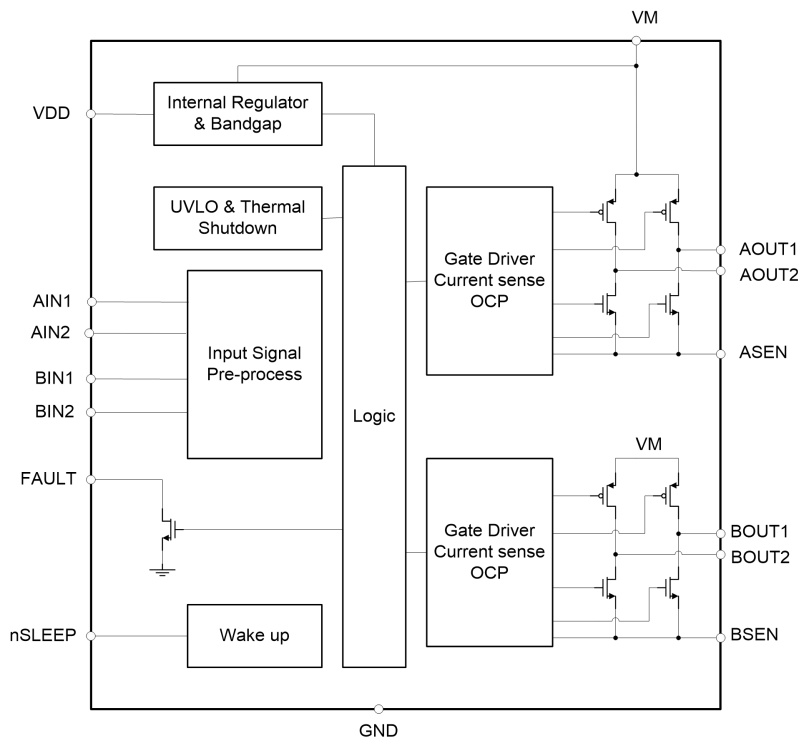 VM
VDD
Internal Regulator
& Bandgap
UVLO & Thermal
Shutdown
AIN1
AIN2
BIN1
BIN2
Input Signal
Pre-process
FAULT
nSLEEP
Wake up
Logic
Gate Driver
Current sense
OCP
AOUT1
AOUT2
ASEN
VM
Gate Driver
Current sense
OCP
BOUT1
BOUT2
BSEN
GND